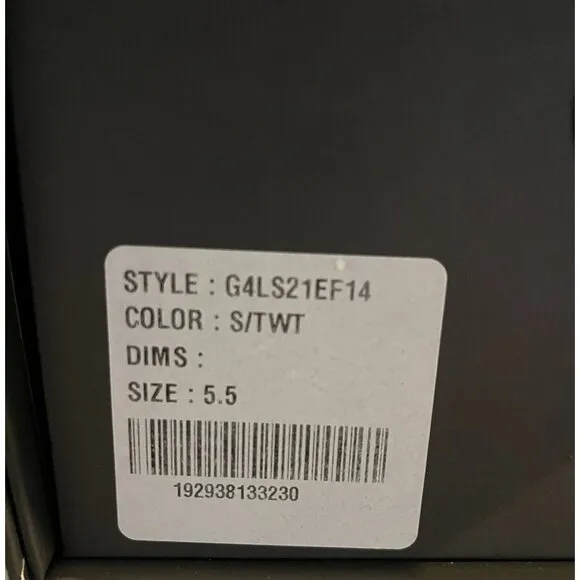 STYLE : G4LS21EF14
COLOR : S/TWT
DIMS :
SIZE : 5.5
192938133230